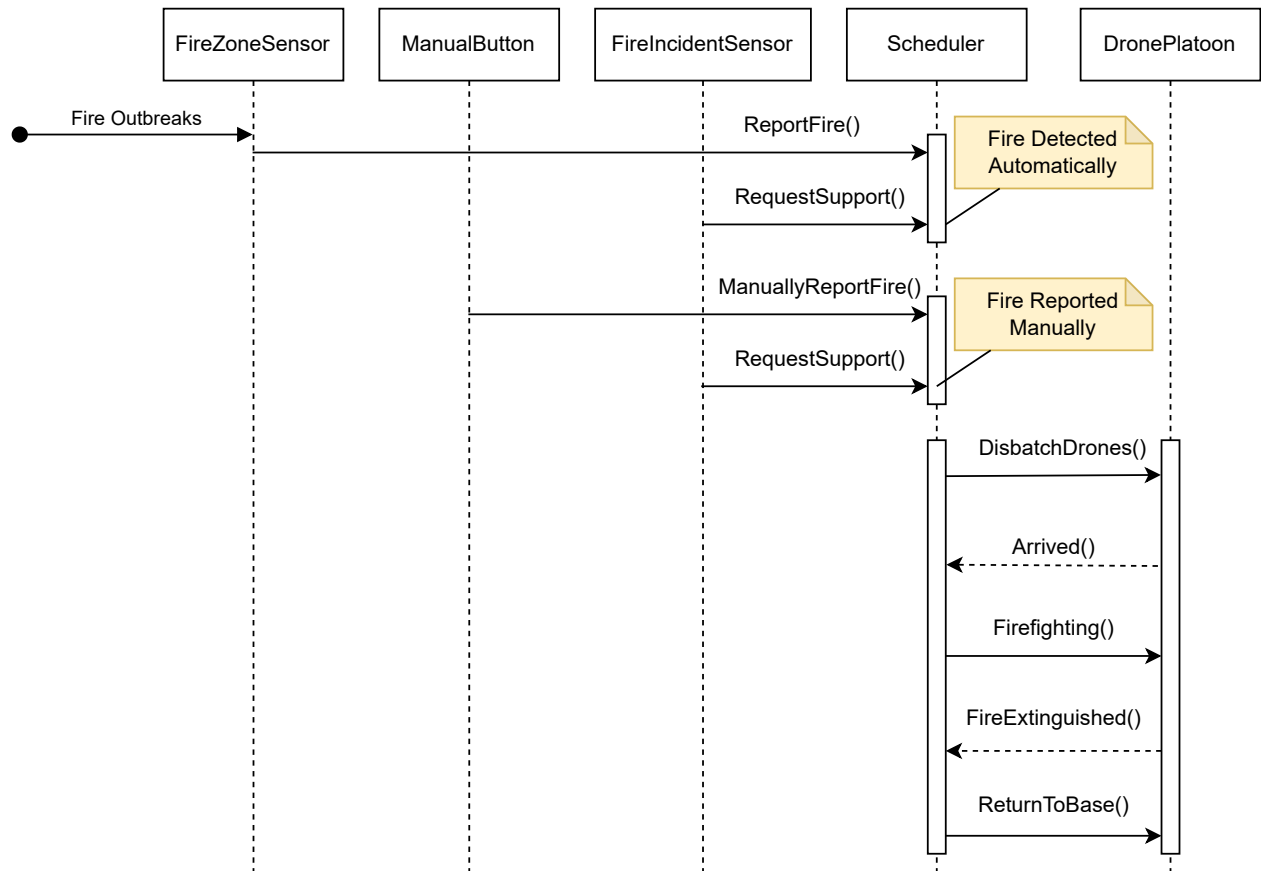 FireZoneSensor
ManualButton
FireIncidentSensor
Scheduler
DronePlatoon
Fire Outbreaks
ReportFire()
Fire Detected
Automatically
RequestSupport()
ManuallyReportFire()
Fire Reported
Manually
RequestSupport()
DisbatchDrones()
Arrived()
Firefighting()
FireExtinguished()
ReturnToBase()